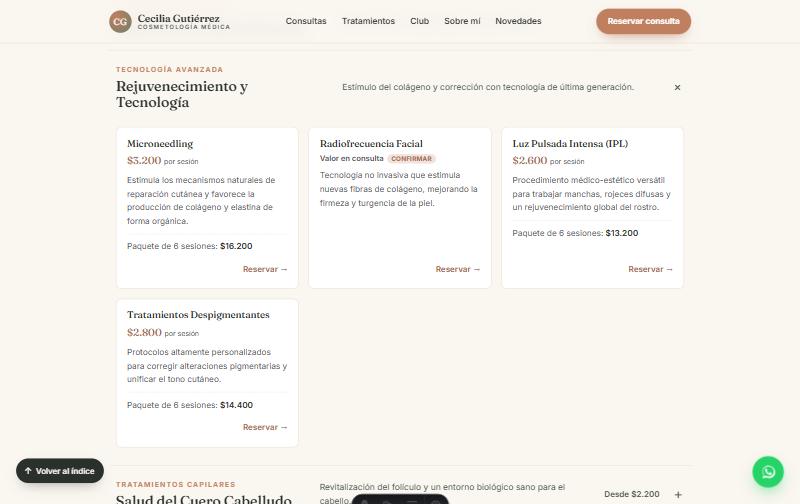 CG
Cecilia Gutiérrez
COSMETOLOGÍA MÉDICA
Consultas
Tratamientos
Club
Sobre mí
Novedades
Reservar consulta
TECNOLOGÍA AVANZADA
Rejuvenecimiento y
Tecnología
Estímulo del colágeno y corrección con tecnología de última generación.
×
Microneedling
$3.200 por sesión
Estimula los mecanismos naturales de
reparación cutánea y favorece la
producción de colágeno y elastina de
forma orgánica.
Paquete de 6 sesiones: $16.200
Reservar →
Radiofrecuencia Facial
Valor en consulta CONFIRMAR
Tecnología no invasiva que estimula
nuevas fibras de colágeno, mejorando la
firmeza y turgencia de la piel.
Reservar →
Luz Pulsada Intensa (IPL)
$2.600 por sesión
Procedimiento médico-estético versátil
para trabajar manchas, rojeces difusas y
un rejuvenecimiento global del rostro.
Paquete de 6 sesiones: $13.200
Reservar →
Tratamientos Despigmentantes
$2.800 por sesión
Protocolos altamente personalizados
para corregir alteraciones pigmentarias y
unificar el tono cutáneo.
Paquete de 6 sesiones: $14.400
Reservar →
↑ Volver al índice
TRATAMIENTOS CAPILARES
Salud del Cuero Cabelludo
Revitalización del folículo y un entorno biológico sano para el
cabello.
Desde $2.200
+